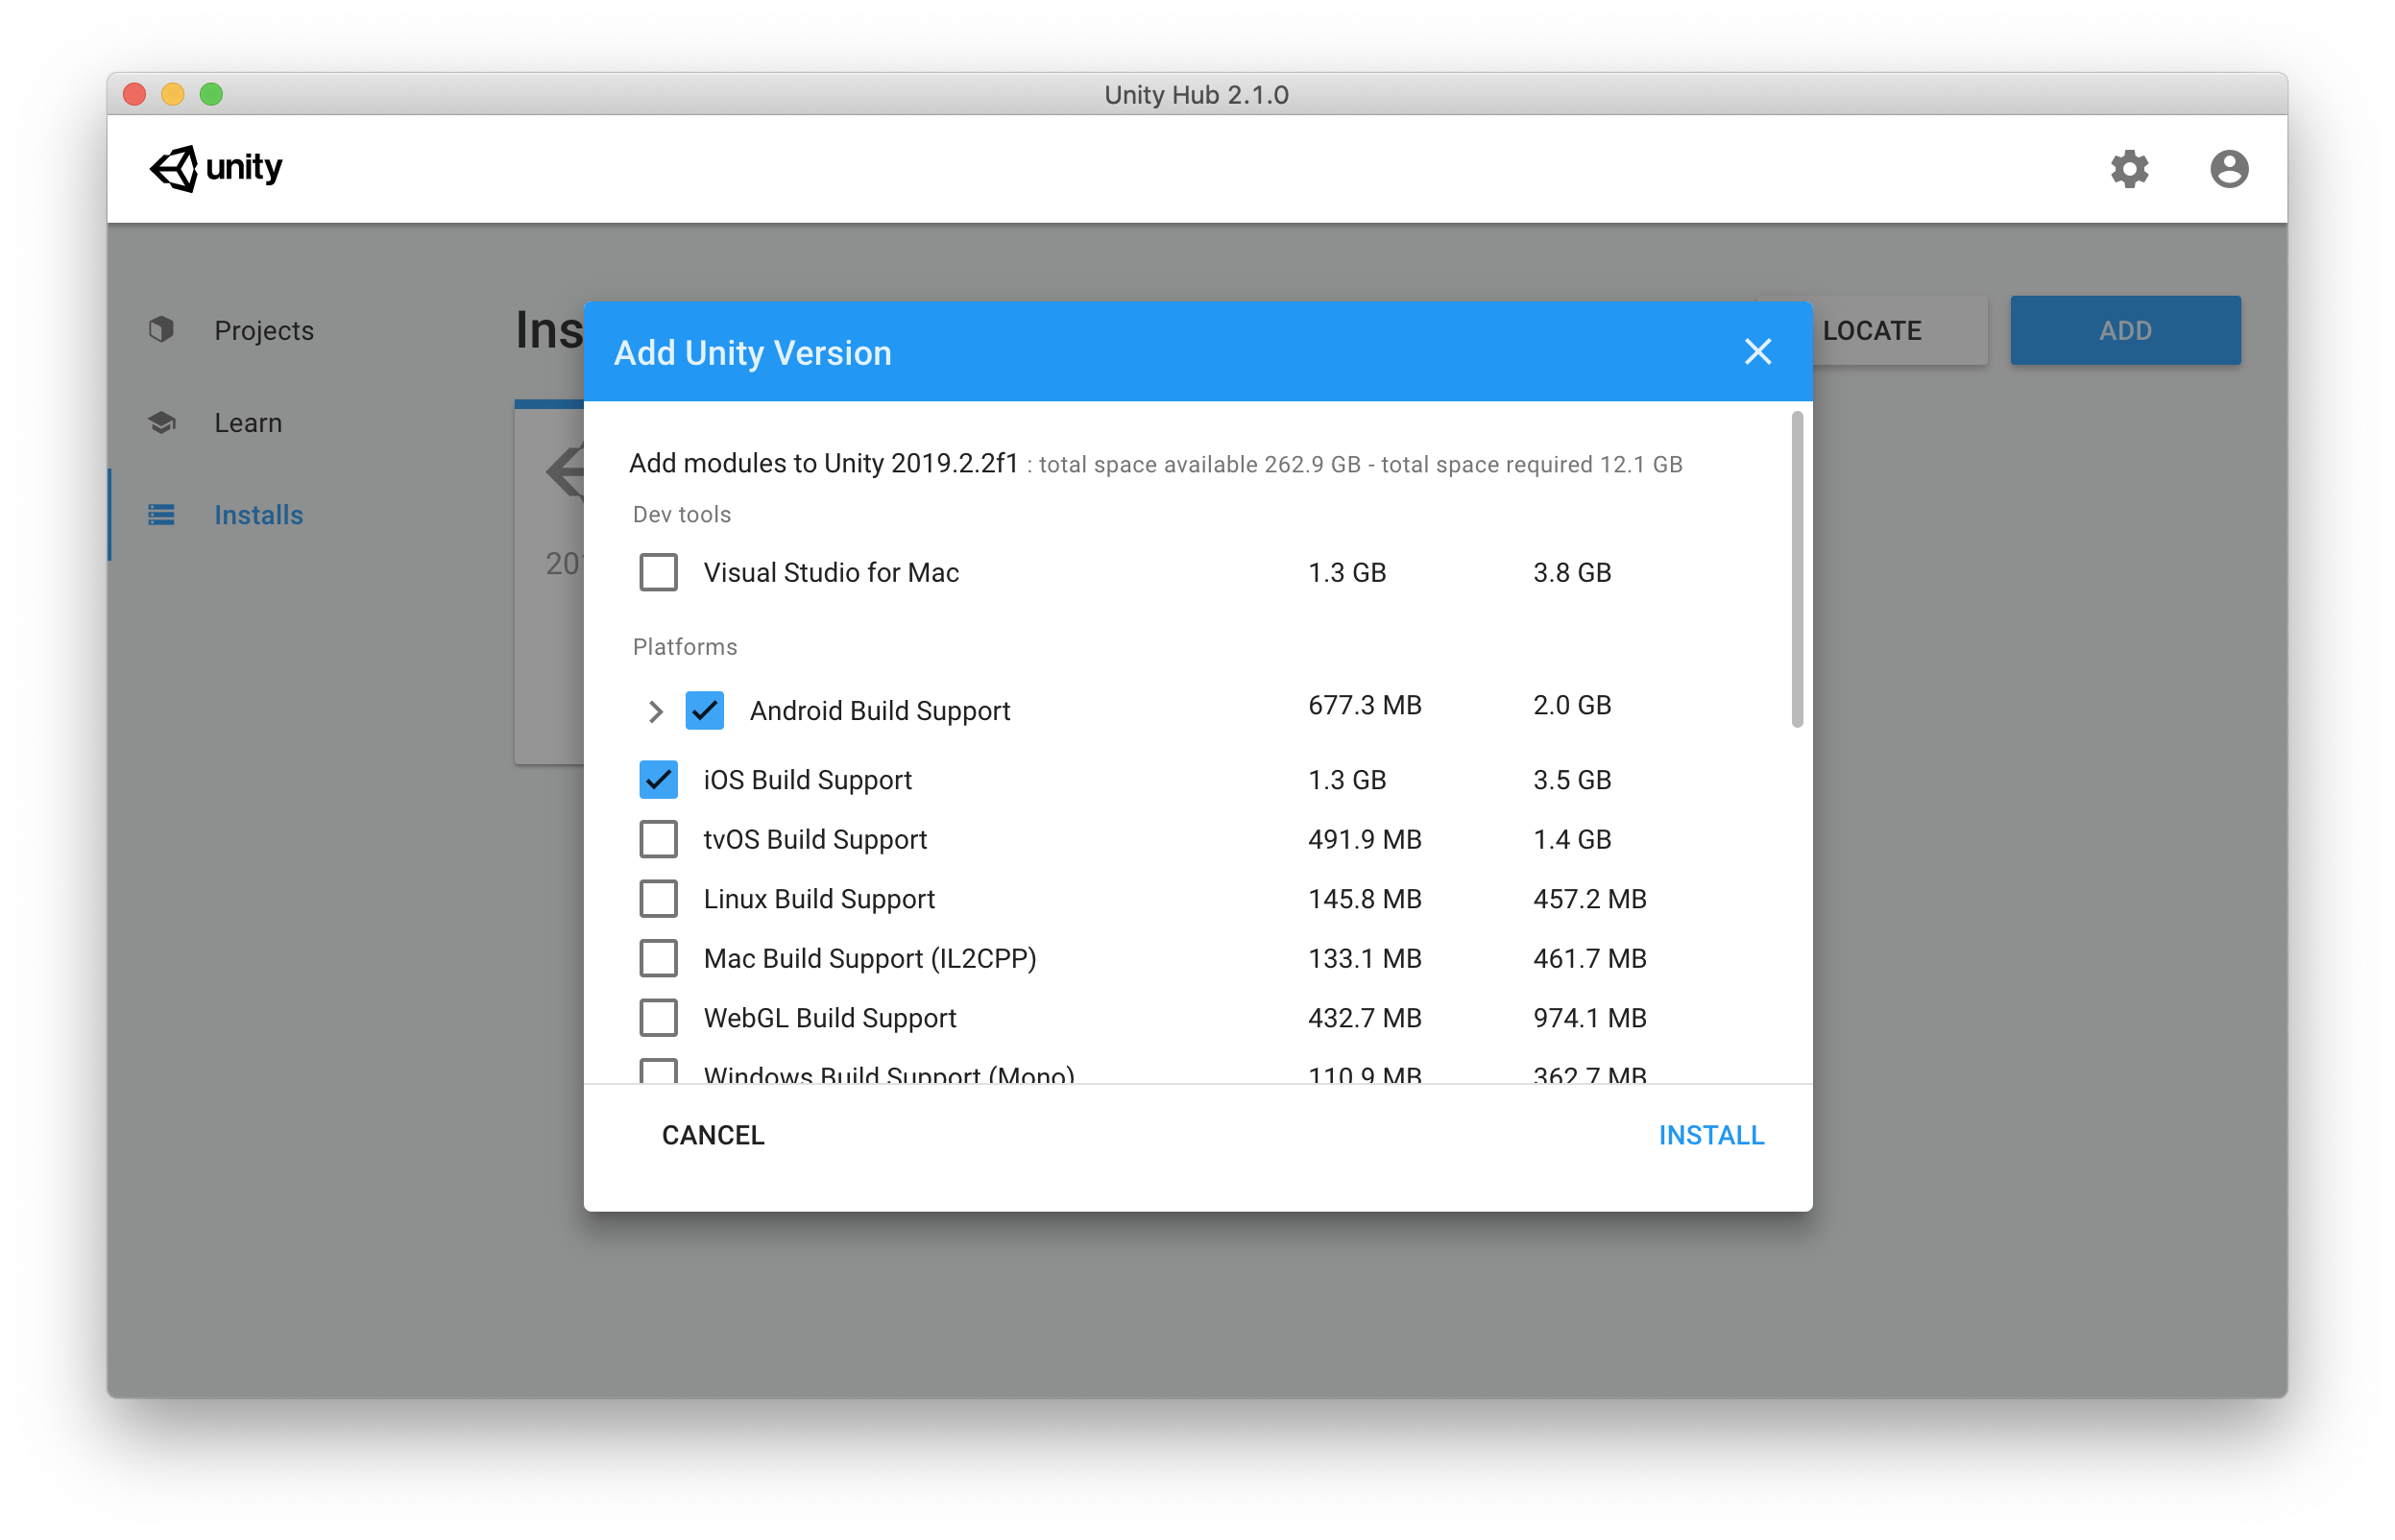 Unity Hub 2.1.0
unity
Projects
Learn
Installs
Ins
LOCATE
ADD
201
Add Unity Version
Add modules to Unity 2019.2.2f1 : total space available 262.9 GB - total space required 12.1 GB
Dev tools
Visual Studio for Mac 1.3 GB 3.8 GB
Platforms
Android Build Support 677.3 MB 2.0 GB
iOS Build Support 1.3 GB 3.5 GB
tvOS Build Support 491.9 MB 1.4 GB
Linux Build Support 145.8 MB 457.2 MB
Mac Build Support (IL2CPP) 133.1 MB 461.7 MB
WebGL Build Support 432.7 MB 974.1 MB
Windows Build Support (Mono) 110.9 MB 362.7 MB
CANCEL
INSTALL